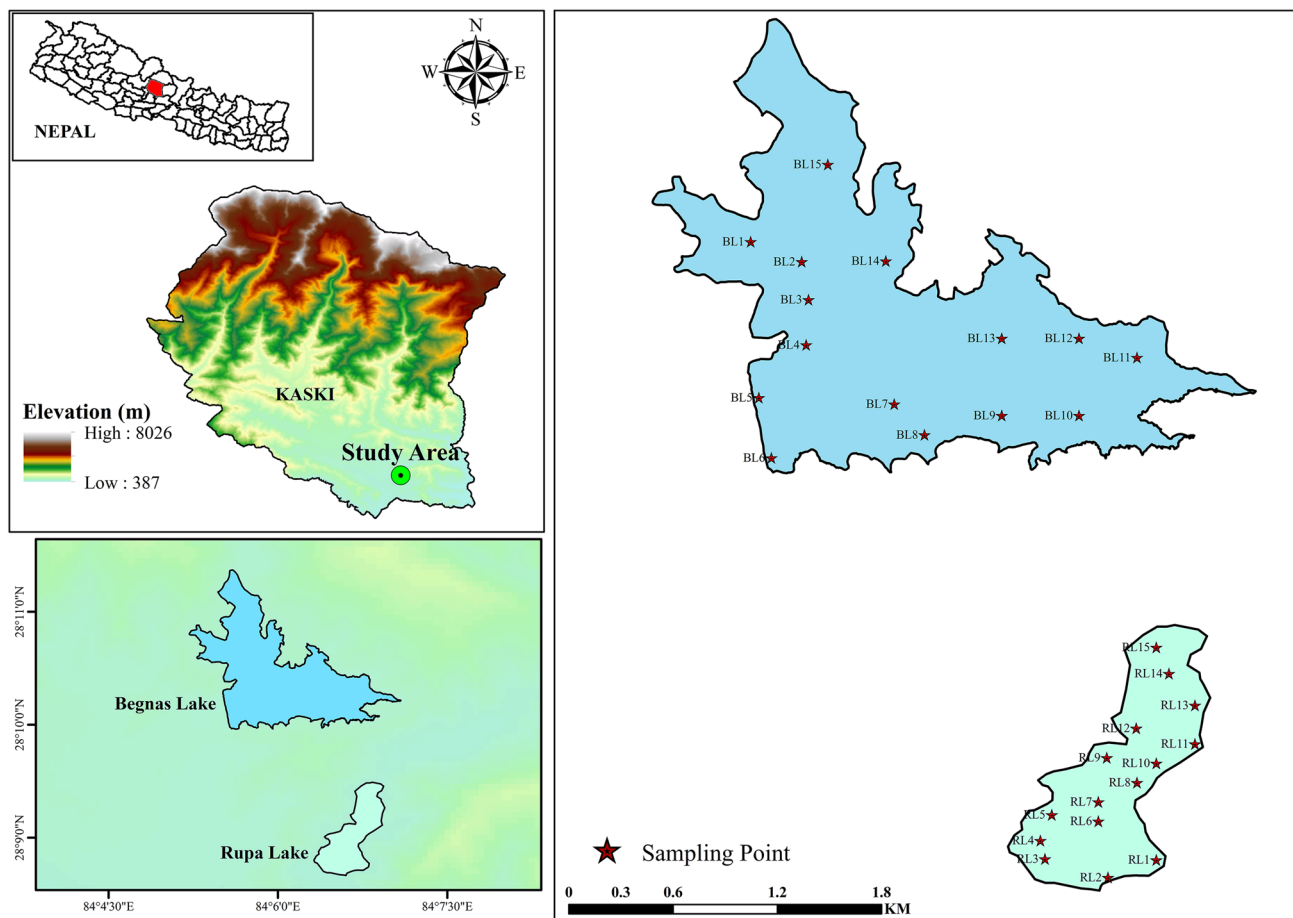 NEPAL
N
W
E
S
KASKI
Elevation (m)
High : 8026
Low : 387
Study Area
28°11'0"N
28°10'0"N
28°9'0"N
Begnas Lake
Rupa Lake
84°4'30"E
84°6'0"E
84°7'30"E
BL15
BL1
BL2
BL14
BL3
BL4
BL13
BL12
BL11
BL5
BL7
BL9
BL10
BL8
BL6
RL15
RL14
RL13
RL12
RL11
RL9
RL10
RL8
RL7
RL5
RL6
RL4
RL3
RL1
RL2
Sampling Point
0 0.3 0.6 1.2 1.8
KM